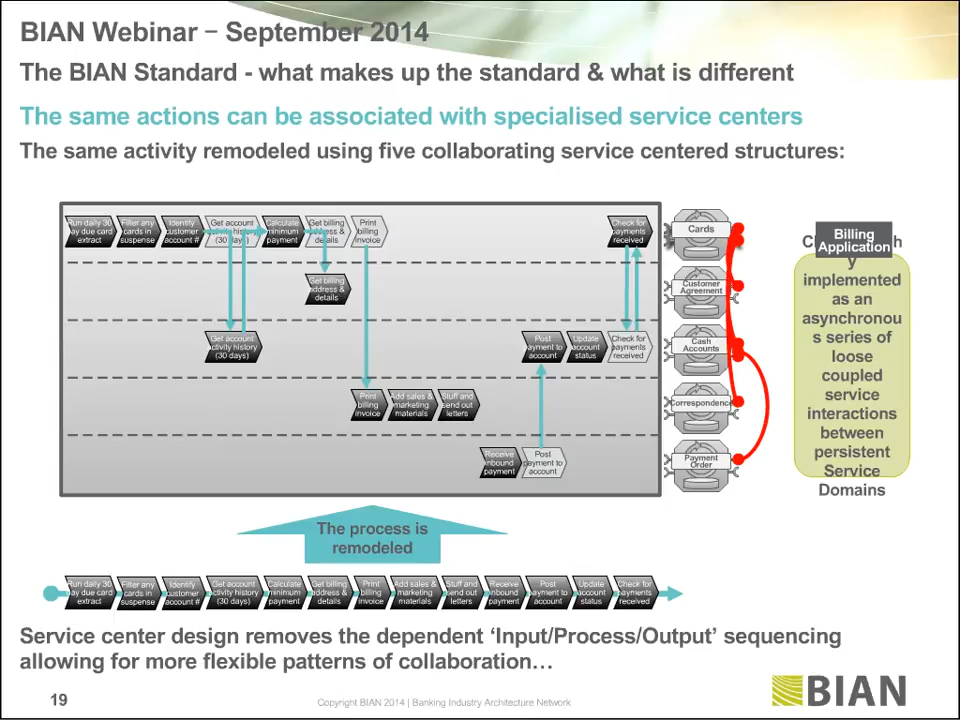 BIAN Webinar – September 2014
The BIAN Standard - what makes up the standard & what is different
The same actions can be associated with specialised service centers
The same activity remodeled using five collaborating service centered structures:
Run daily 30
day due card
extract
Filter any
cards in
suspense
Identify
customer
account #
Get account
activity history
(30 days)
Calculate
minimum
payment
Get billing
address &
details
Print
billing
invoice
Check for
payments
received
Get billing
address &
details
Get account
activity history
(30 days)
Post
payment to
account
Update
account
status
Check for
payments
received
Print
billing
invoice
Add sales &
marketing
materials
Stuff and
send out
letters
Receive
inbound
payment
Post
payment to
account
Cards
Customer
Agreement
Cash
Accounts
Correspondence
Payment
Order
Billing
Application
y
implemented
as an
asynchronou
s series of
loose
coupled
service
interactions
between
persistent
Service
Domains
The process is
remodeled
Run daily 30
day due card
extract
Filter any
cards in
suspense
Identify
customer
account #
Get account
activity history
(30 days)
Calculate
minimum
payment
Get billing
address &
details
Print
billing
invoice
Add sales &
marketing
materials
Stuff and
send out
letters
Receive
inbound
payment
Post
payment to
account
Update
account
status
Check for
payments
received
Service center design removes the dependent ‘Input/Process/Output’ sequencing
allowing for more flexible patterns of collaboration…
19
Copyright BIAN 2014 | Banking Industry Architecture Network
BIAN